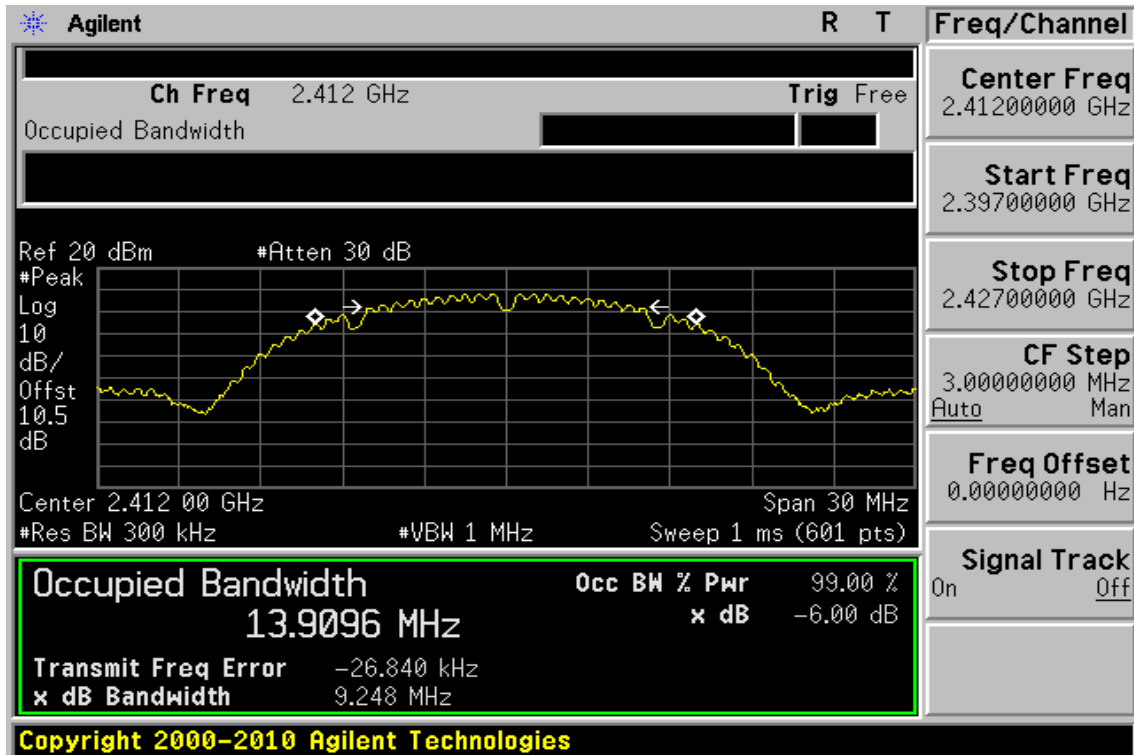 Agilent R T Freq/Channel
Ch Freq 2.412 GHz Trig Free
Occupied Bandwidth
Center Freq
2.41200000 GHz
Start Freq
2.39700000 GHz
Stop Freq
2.42700000 GHz
CF Step
3.00000000 MHz
Auto Man
Freq Offset
0.00000000 Hz
Signal Track
On Off
Ref 20 dBm #Atten 30 dB
#Peak
Log
10
dB/
Offst
10.5
dB
Center 2.412 00 GHz Span 30 MHz
#Res BW 300 kHz #VBW 1 MHz Sweep 1 ms (601 pts)
Occupied Bandwidth Occ BW % Pwr 99.00 %
13.9096 MHz x dB -6.00 dB
Transmit Freq Error -26.840 kHz
x dB Bandwidth 9.248 MHz
Copyright 2000-2010 Agilent Technologies